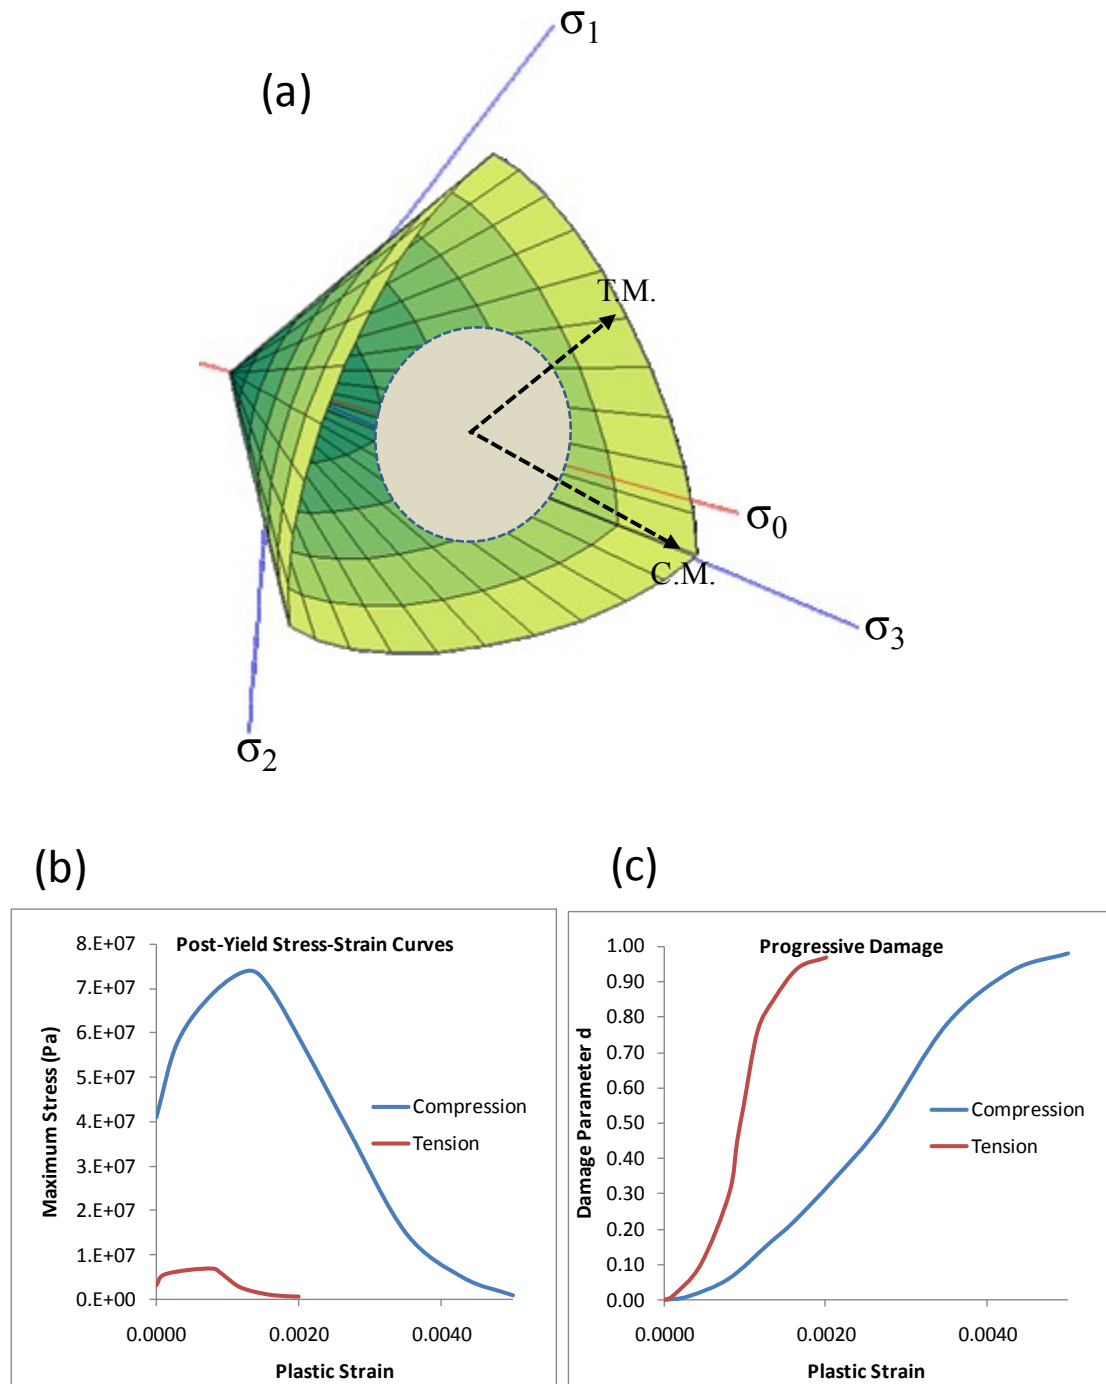 σ1
(a)
T.M.
σ0
C.M.
σ3
σ2
(b)
(c)
Post-Yield Stress-Strain Curves
8.E+07
7.E+07
6.E+07
5.E+07
4.E+07
3.E+07
2.E+07
1.E+07
0.E+00
Maximum Stress (Pa)
Compression
Tension
0.0000
0.0020
0.0040
Plastic Strain
Progressive Damage
1.00
0.90
0.80
0.70
0.60
0.50
0.40
0.30
0.20
0.10
0.00
Damage Parameter d
Compression
Tension
0.0000
0.0020
0.0040
Plastic Strain